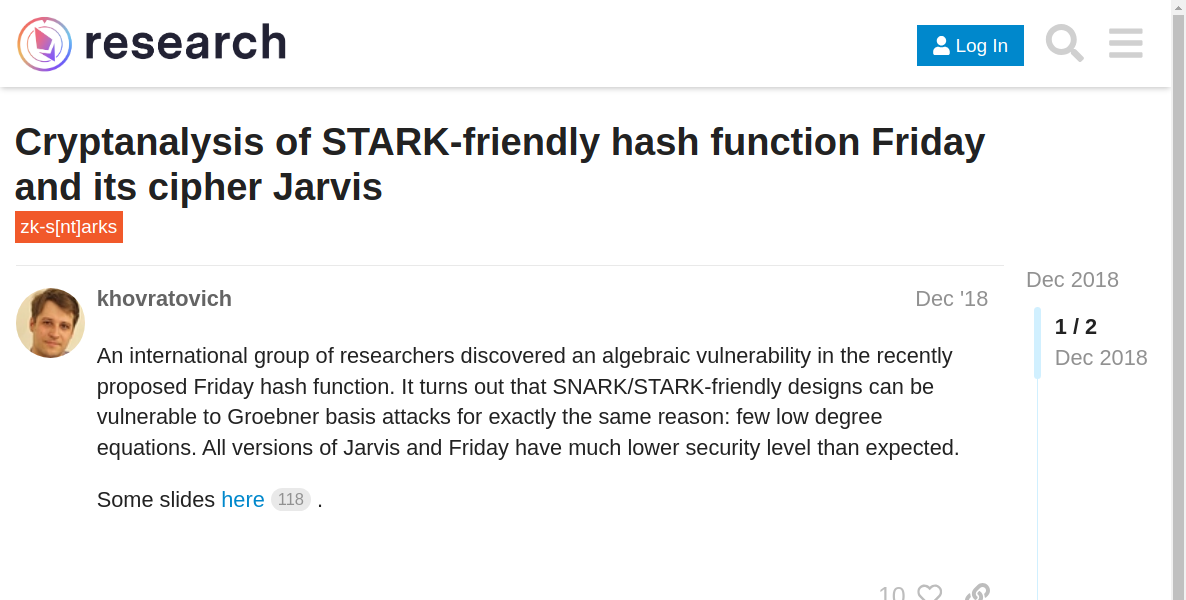 research
Log In
Cryptanalysis of STARK-friendly hash function Friday
and its cipher Jarvis
zk-s[nt]arks
khovratovich
Dec '18
An international group of researchers discovered an algebraic vulnerability in the recently
proposed Friday hash function. It turns out that SNARK/STARK-friendly designs can be
vulnerable to Groebner basis attacks for exactly the same reason: few low degree
equations. All versions of Jarvis and Friday have much lower security level than expected.
Some slides here 118 .
10
Dec 2018
1 / 2
Dec 2018